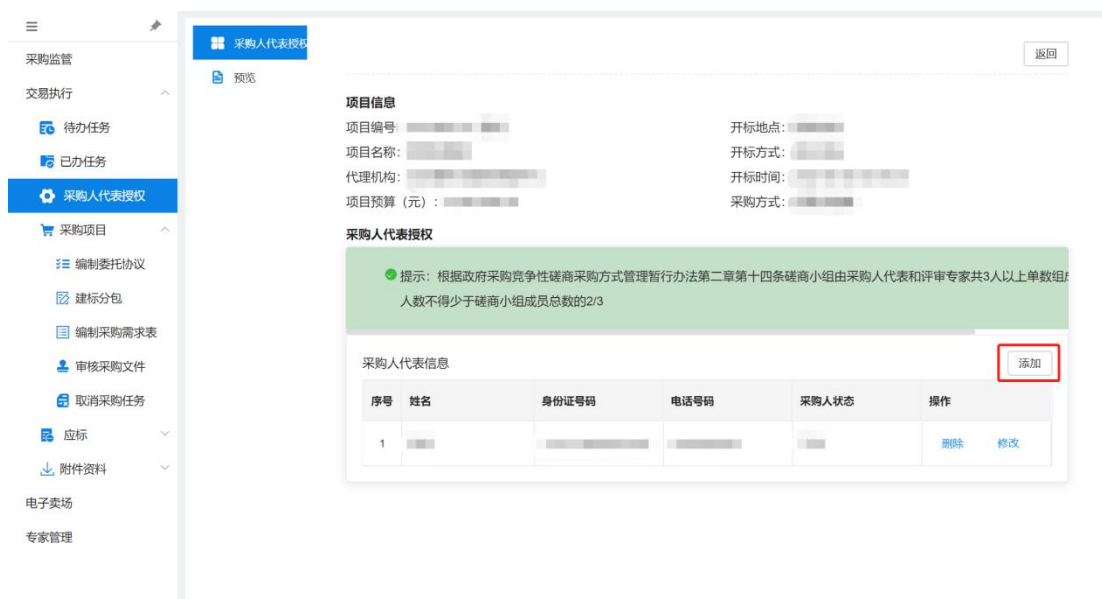 采购监管
交易执行
待办任务
已办任务
采购人代表授权
采购项目
编制委托协议
建标分包
编制采购需求表
审核采购文件
取消采购任务
应标
附件资料
电子卖场
专家管理
采购人代表授权
预览
返回
项目信息
项目编号
开标地点：
项目名称：
开标方式：
代理机构：
开标时间：
项目预算（元）：
采购方式：
采购人代表授权
提示：根据政府采购竞争性磋商采购方式管理暂行办法第二章第十四条磋商小组由采购人代表和评审专家共3人以上单数组
人数不得少于磋商小组成员总数的2/3
采购人代表信息
添加
序号 姓名 身份证号码 电话号码 采购人状态 操作
1 删除 修改